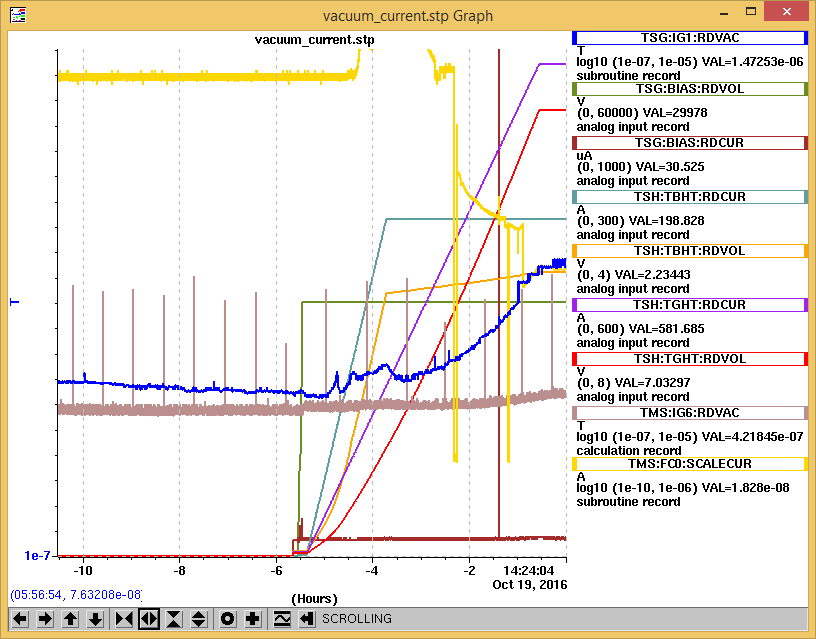 vacuum_current.stp Graph
vacuum_current.stp
TSG:IG1:RDVAC
T
log10 (1e-07, 1e-05) VAL=1.47253e-06
subroutine record
TSG:BIAS:RDVOL
V
(0, 60000) VAL=29978
analog input record
TSG:BIAS:RDCUR
uA
(0, 1000) VAL=30.525
analog input record
TSH:TBHT:RDCUR
A
(0, 300) VAL=198.828
analog input record
TSH:TBHT:RDVOL
V
(0, 4) VAL=2.23443
analog input record
TSH:TGHT:RDCUR
A
(0, 600) VAL=581.685
analog input record
TSH:TGHT:RDVOL
V
(0, 8) VAL=7.03297
analog input record
TMS:IG6:RDVAC
T
log10 (1e-07, 1e-05) VAL=4.21845e-07
calculation record
TMS:FC0:SCALECUR
A
log10 (1e-10, 1e-06) VAL=1.828e-08
subroutine record
T
1e-7
-10 -8 -6 -4 -2 14:24:04
Oct 19, 2016
(05:56:54, 7.63208e-08)
(Hours)
SCROLLING